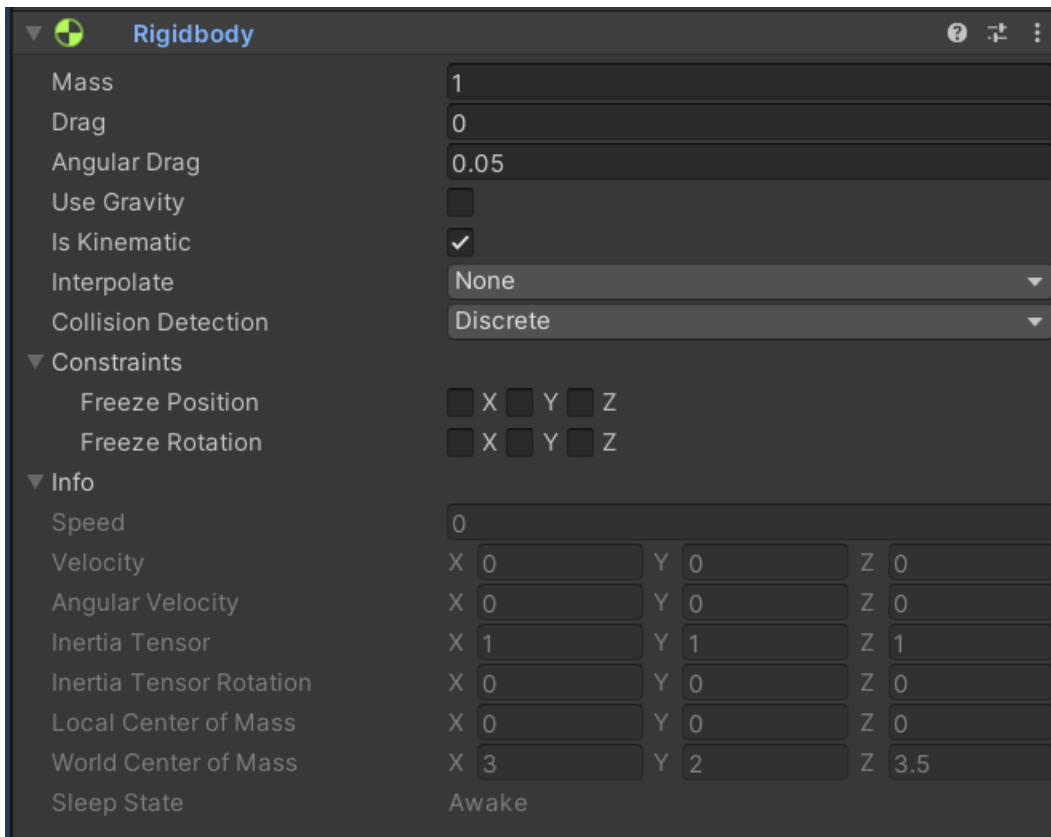 Rigidbody
Mass 1
Drag 0
Angular Drag 0.05
Use Gravity
Is Kinematic
Interpolate None
Collision Detection Discrete
Constraints
Freeze Position X Y Z
Freeze Rotation X Y Z
Info
Speed 0
Velocity X 0 Y 0 Z 0
Angular Velocity X 0 Y 0 Z 0
Inertia Tensor X 1 Y 1 Z 1
Inertia Tensor Rotation X 0 Y 0 Z 0
Local Center of Mass X 0 Y 0 Z 0
World Center of Mass X 3 Y 2 Z 3.5
Sleep State Awake